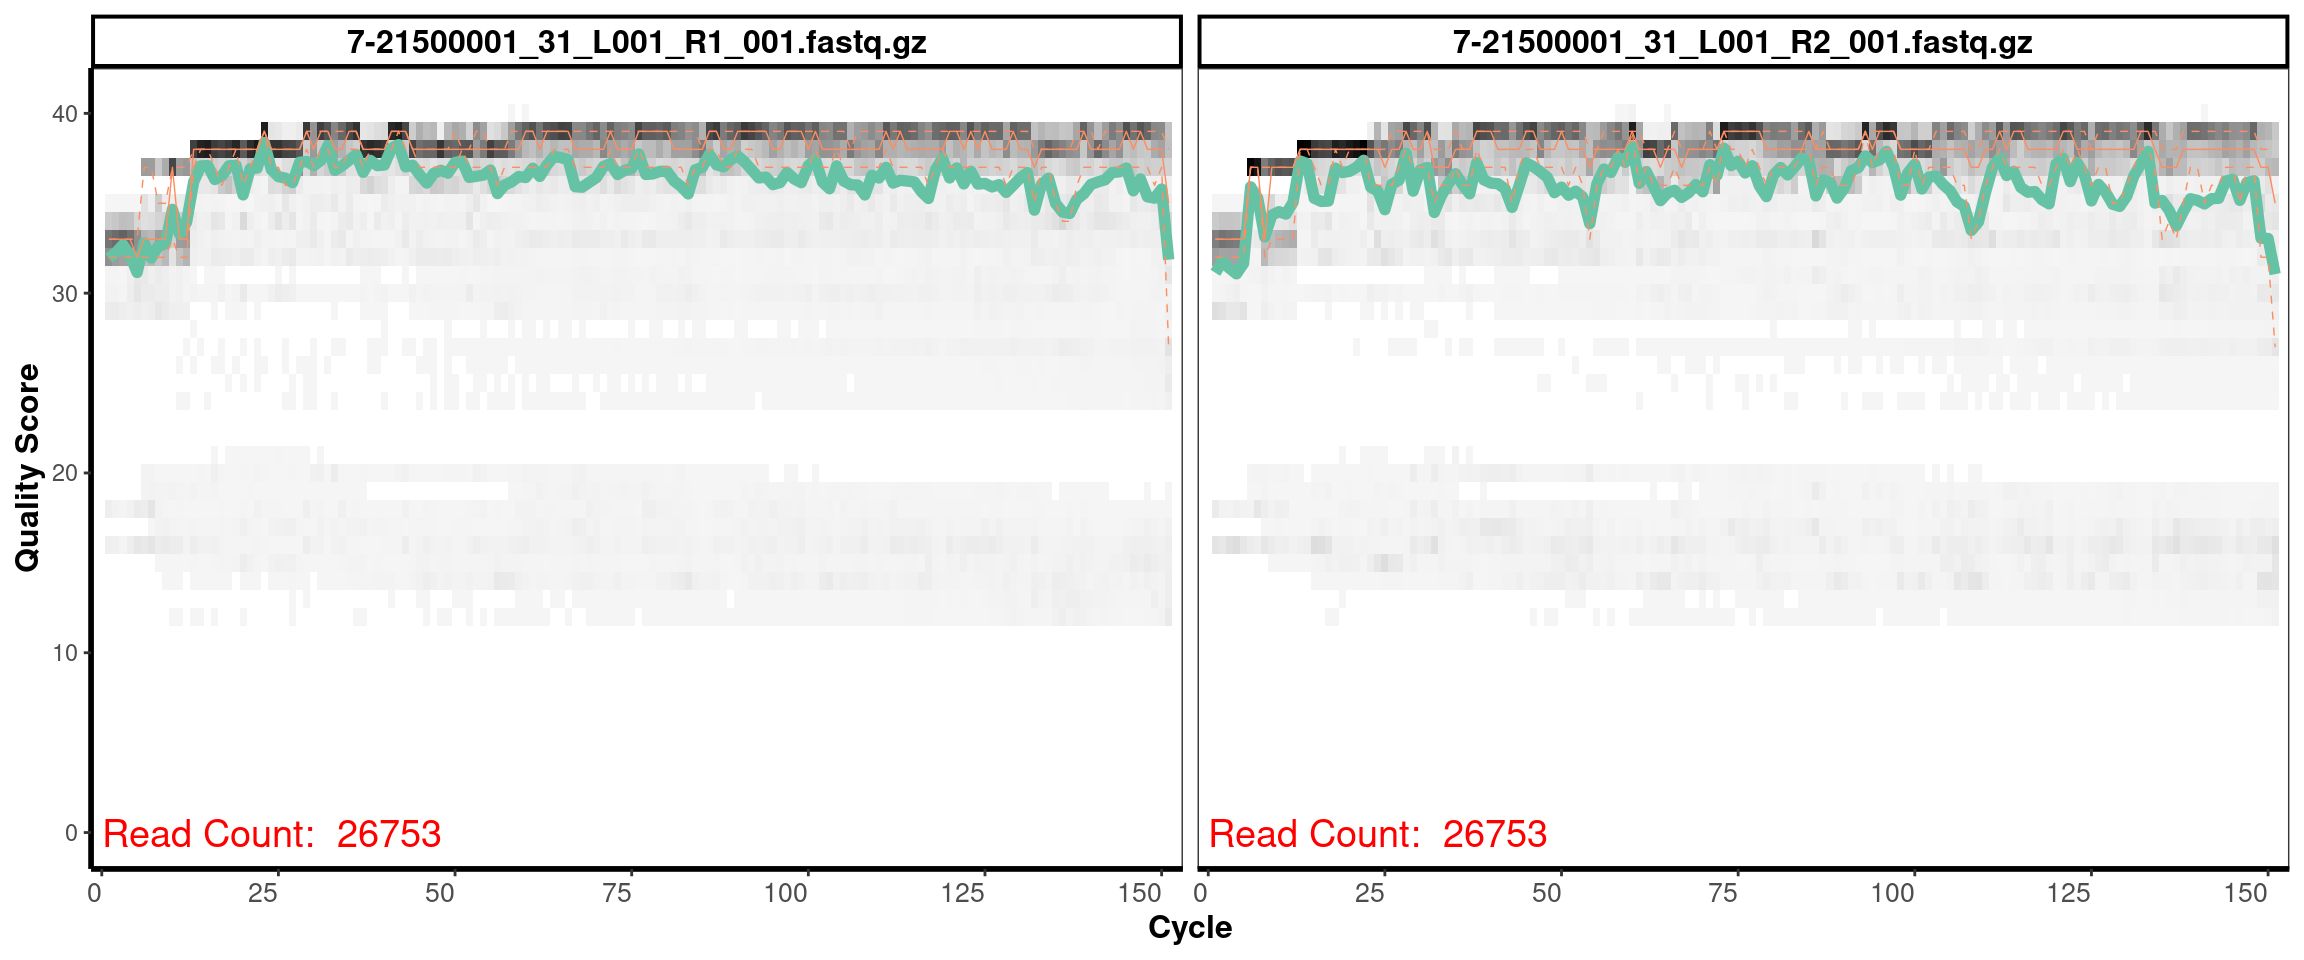 7-21500001_31_L001_R1_001.fastq.gz
7-21500001_31_L001_R2_001.fastq.gz
Quality Score
40
30
20
10
0
Read Count: 26753
Read Count: 26753
0 25 50 75 100 125 150
0 25 50 75 100 125 150
Cycle